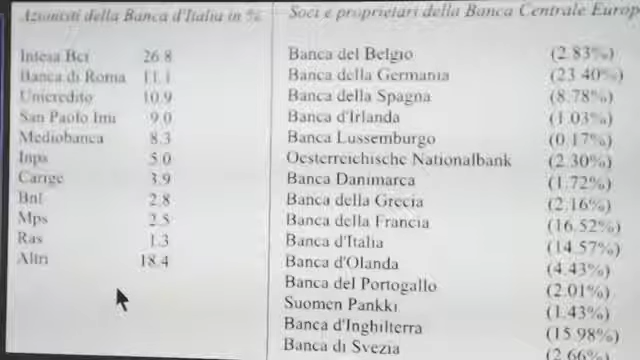 Azionisti della Banca d'Italia in %
Intesa Bci 26.8
Banca di Roma 11.1
Unicredito 10.9
San Paolo Imi 9.0
Mediobanca 8.3
Inps 5.0
Carige 3.9
Bnl 2.8
Mps 2.5
Ras 1.3
Altri 18.4
Soci e proprietari della Banca Centrale Europ
Banca del Belgio (2.83%)
Banca della Germania (23.40%)
Banca della Spagna (8.78%)
Banca d'Irlanda (1.03%)
Banca Lussemburgo (0.17%)
Oesterreichische Nationalbank (2.30%)
Banca Danimarca (1.72%)
Banca della Grecia (2.16%)
Banca della Francia (16.52%)
Banca d'Italia (14.57%)
Banca d'Olanda (4.43%)
Banca del Portogallo (2.01%)
Suomen Pankki (1.43%)
Banca d'Inghilterra (15.98%)
Banca di Svezia (2.66%)